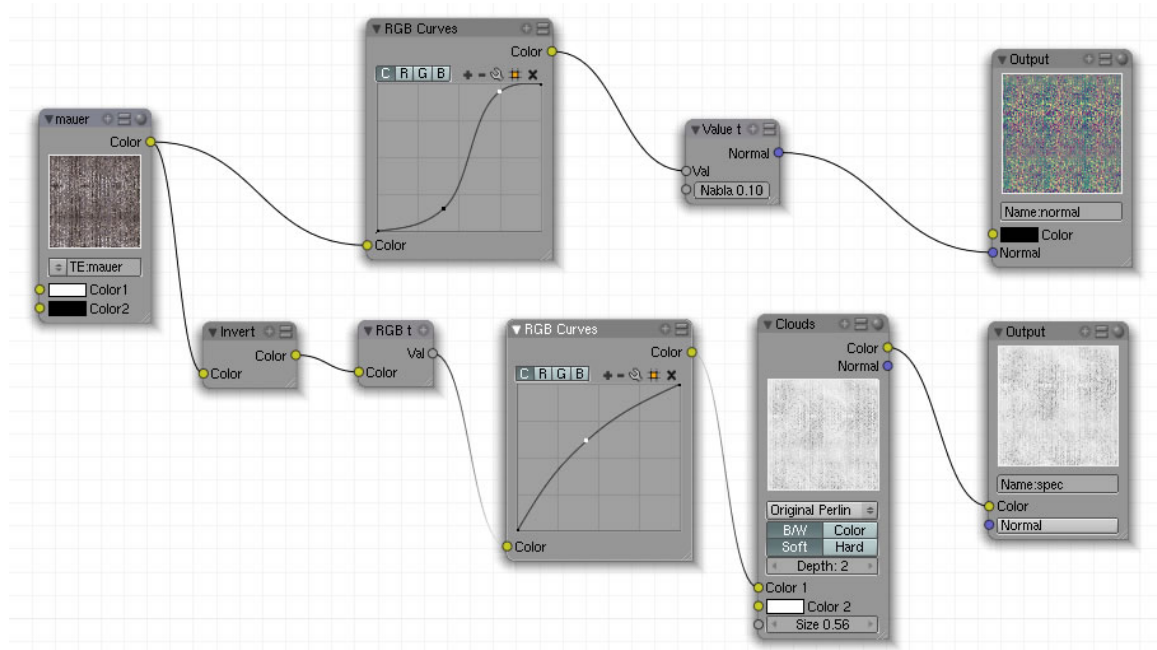 mauer
Color
TE:mauer
Color1
Color2
RGB Curves
Color
C R G B
Color
Value t
Normal
Val
Nabla 0.10
Output
Name:normal
Color
Normal
Invert
Color
Color
RGB t
Val
Color
RGB Curves
Color
C R G B
Color
Clouds
Color
Normal
Original Perlin
B/W Color
Soft Hard
Depth: 2
Color 1
Color 2
Size 0.56
Output
Name:spec
Color
Normal